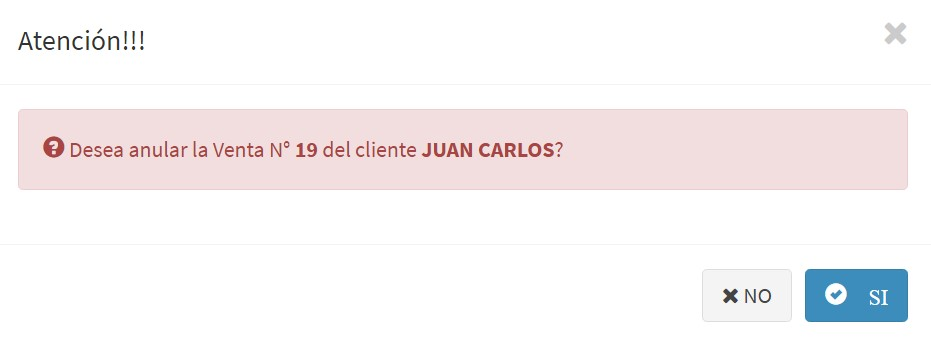 Atención!!!
Desea anular la Venta N° 19 del cliente JUAN CARLOS?
NO
SI